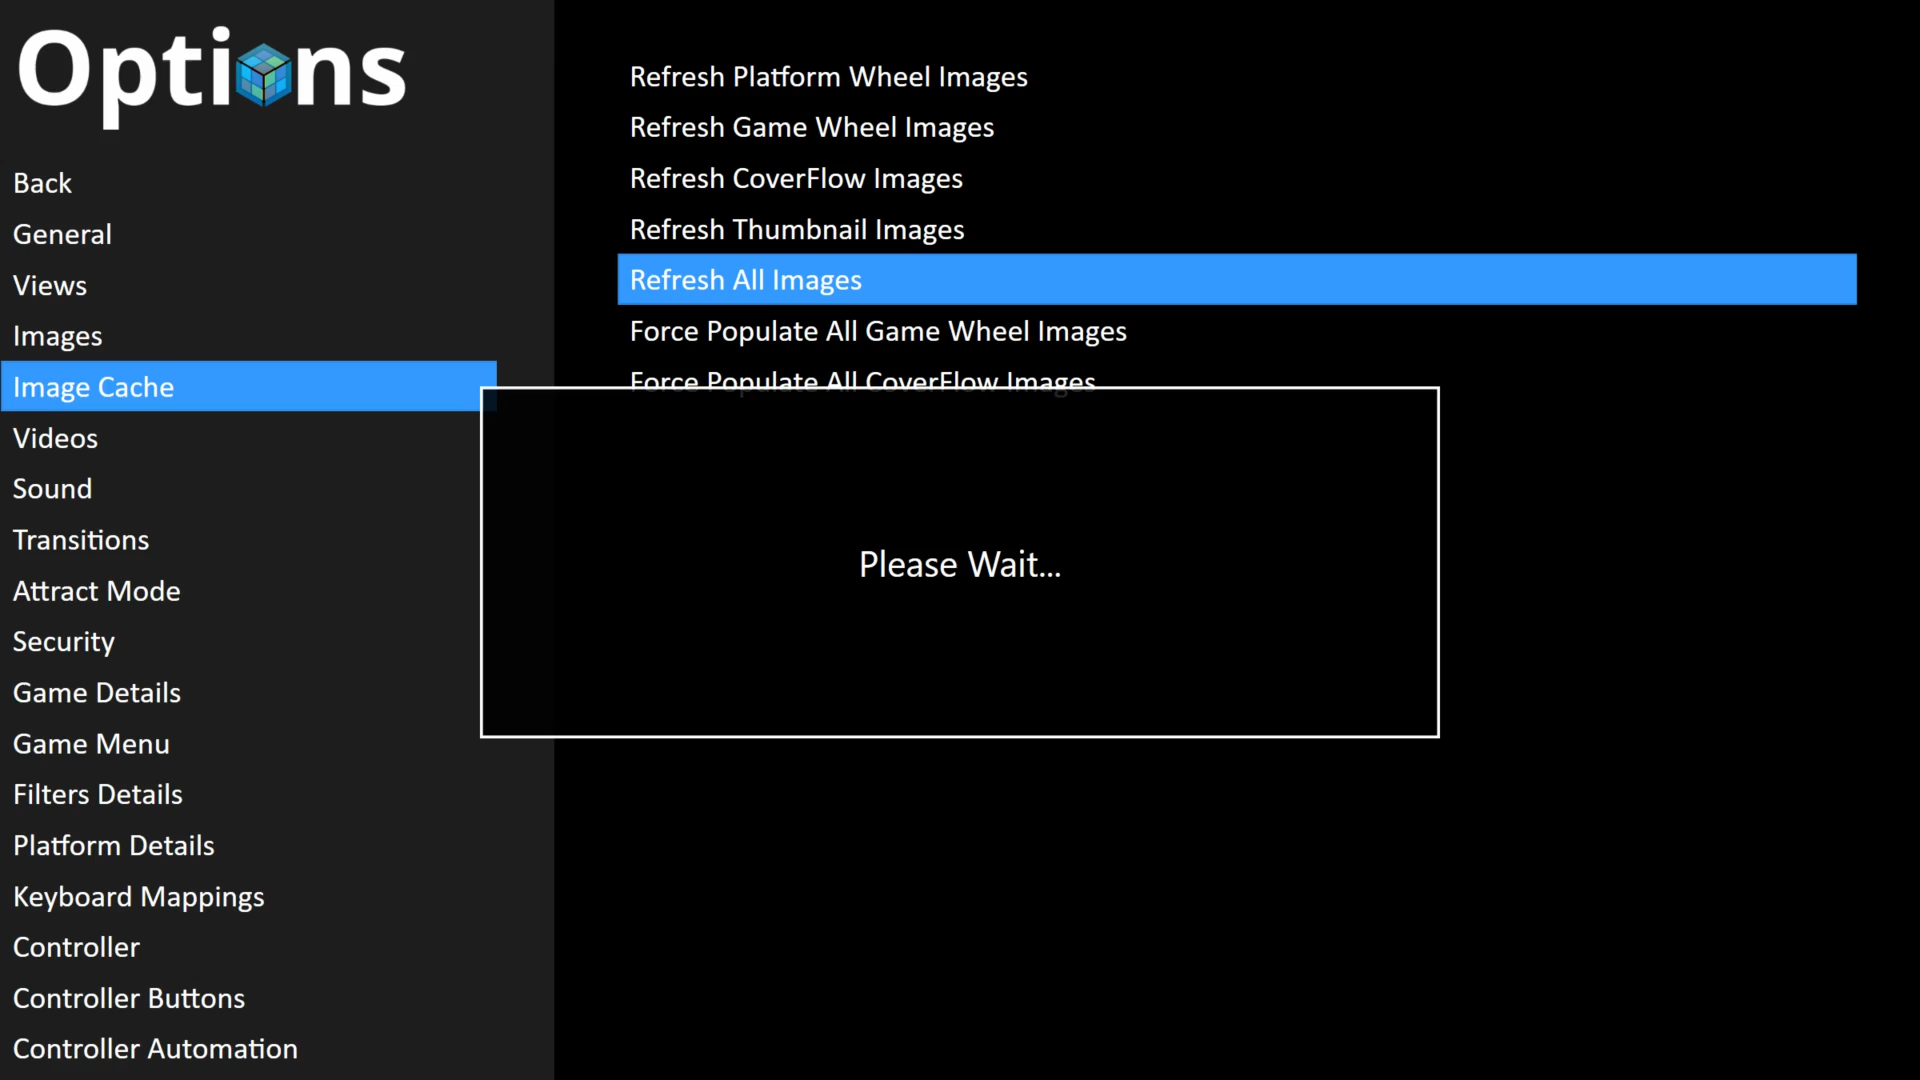 Options
Back
General
Views
Images
Image Cache
Videos
Sound
Transitions
Attract Mode
Security
Game Details
Game Menu
Filters Details
Platform Details
Keyboard Mappings
Controller
Controller Buttons
Controller Automation
Refresh Platform Wheel Images
Refresh Game Wheel Images
Refresh CoverFlow Images
Refresh Thumbnail Images
Refresh All Images
Force Populate All Game Wheel Images
Force Populate All CoverFlow Images
Please Wait...